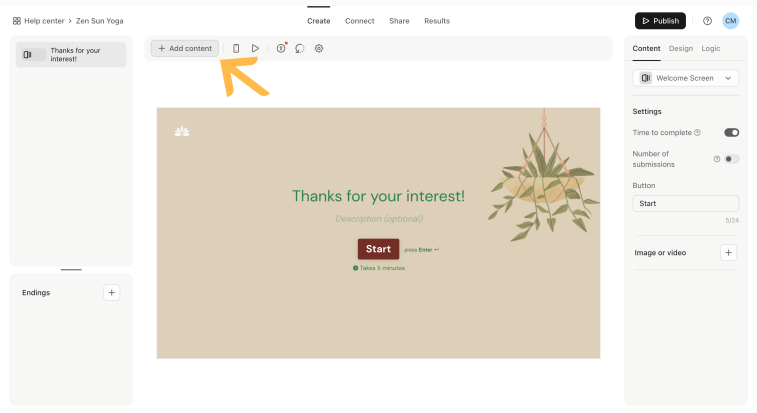 Help center > Zen Sun Yoga
Create
Connect
Share
Results
Publish
CM
Thanks for your
interest!
+ Add content
Content
Design
Logic
Welcome Screen
Settings
Time to complete
Number of
submissions
Button
Start
5/24
Image or video
Thanks for your interest!
Description (optional)
Start
press Enter ↵
Takes X minutes
Endings